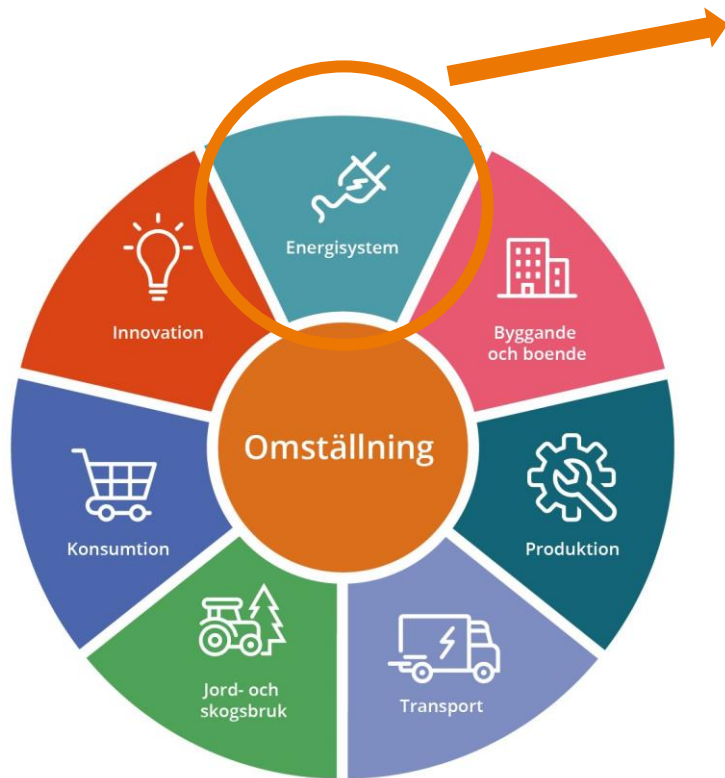 Energisystem
Byggande
och boende
Produktion
Transport
Jord- och
skogsbruk
Konsumtion
Innovation
Omställning